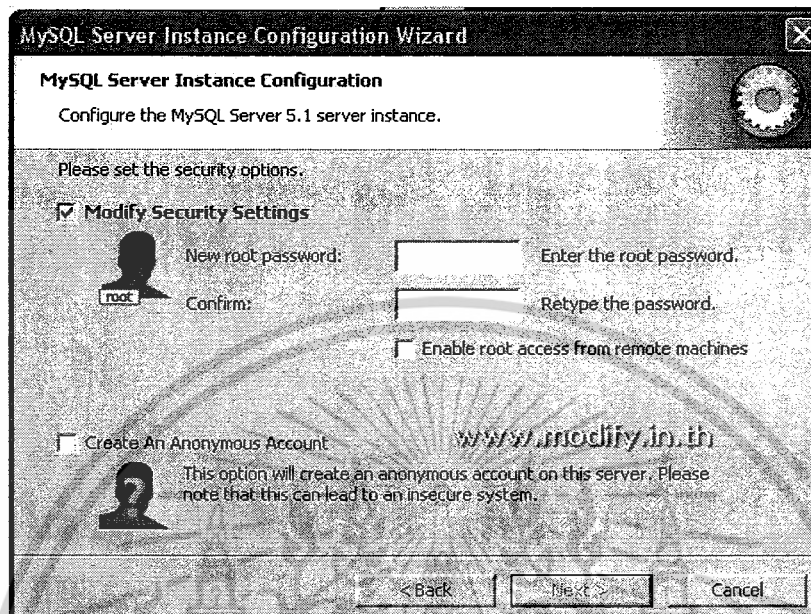 MySQL Server Instance Configuration Wizard
MySQL Server Instance Configuration
Configure the MySQL Server 5.1 server instance.
Please set the security options.
Modify Security Settings
New root password:
Enter the root password.
root
Confirm:
Retype the password.
Enable root access from remote machines
Create An Anonymous Account
www.modify.in.th
This option will create an anonymous account on this server. Please
note that this can lead to an insecure system.
< Back
Next >
Cancel